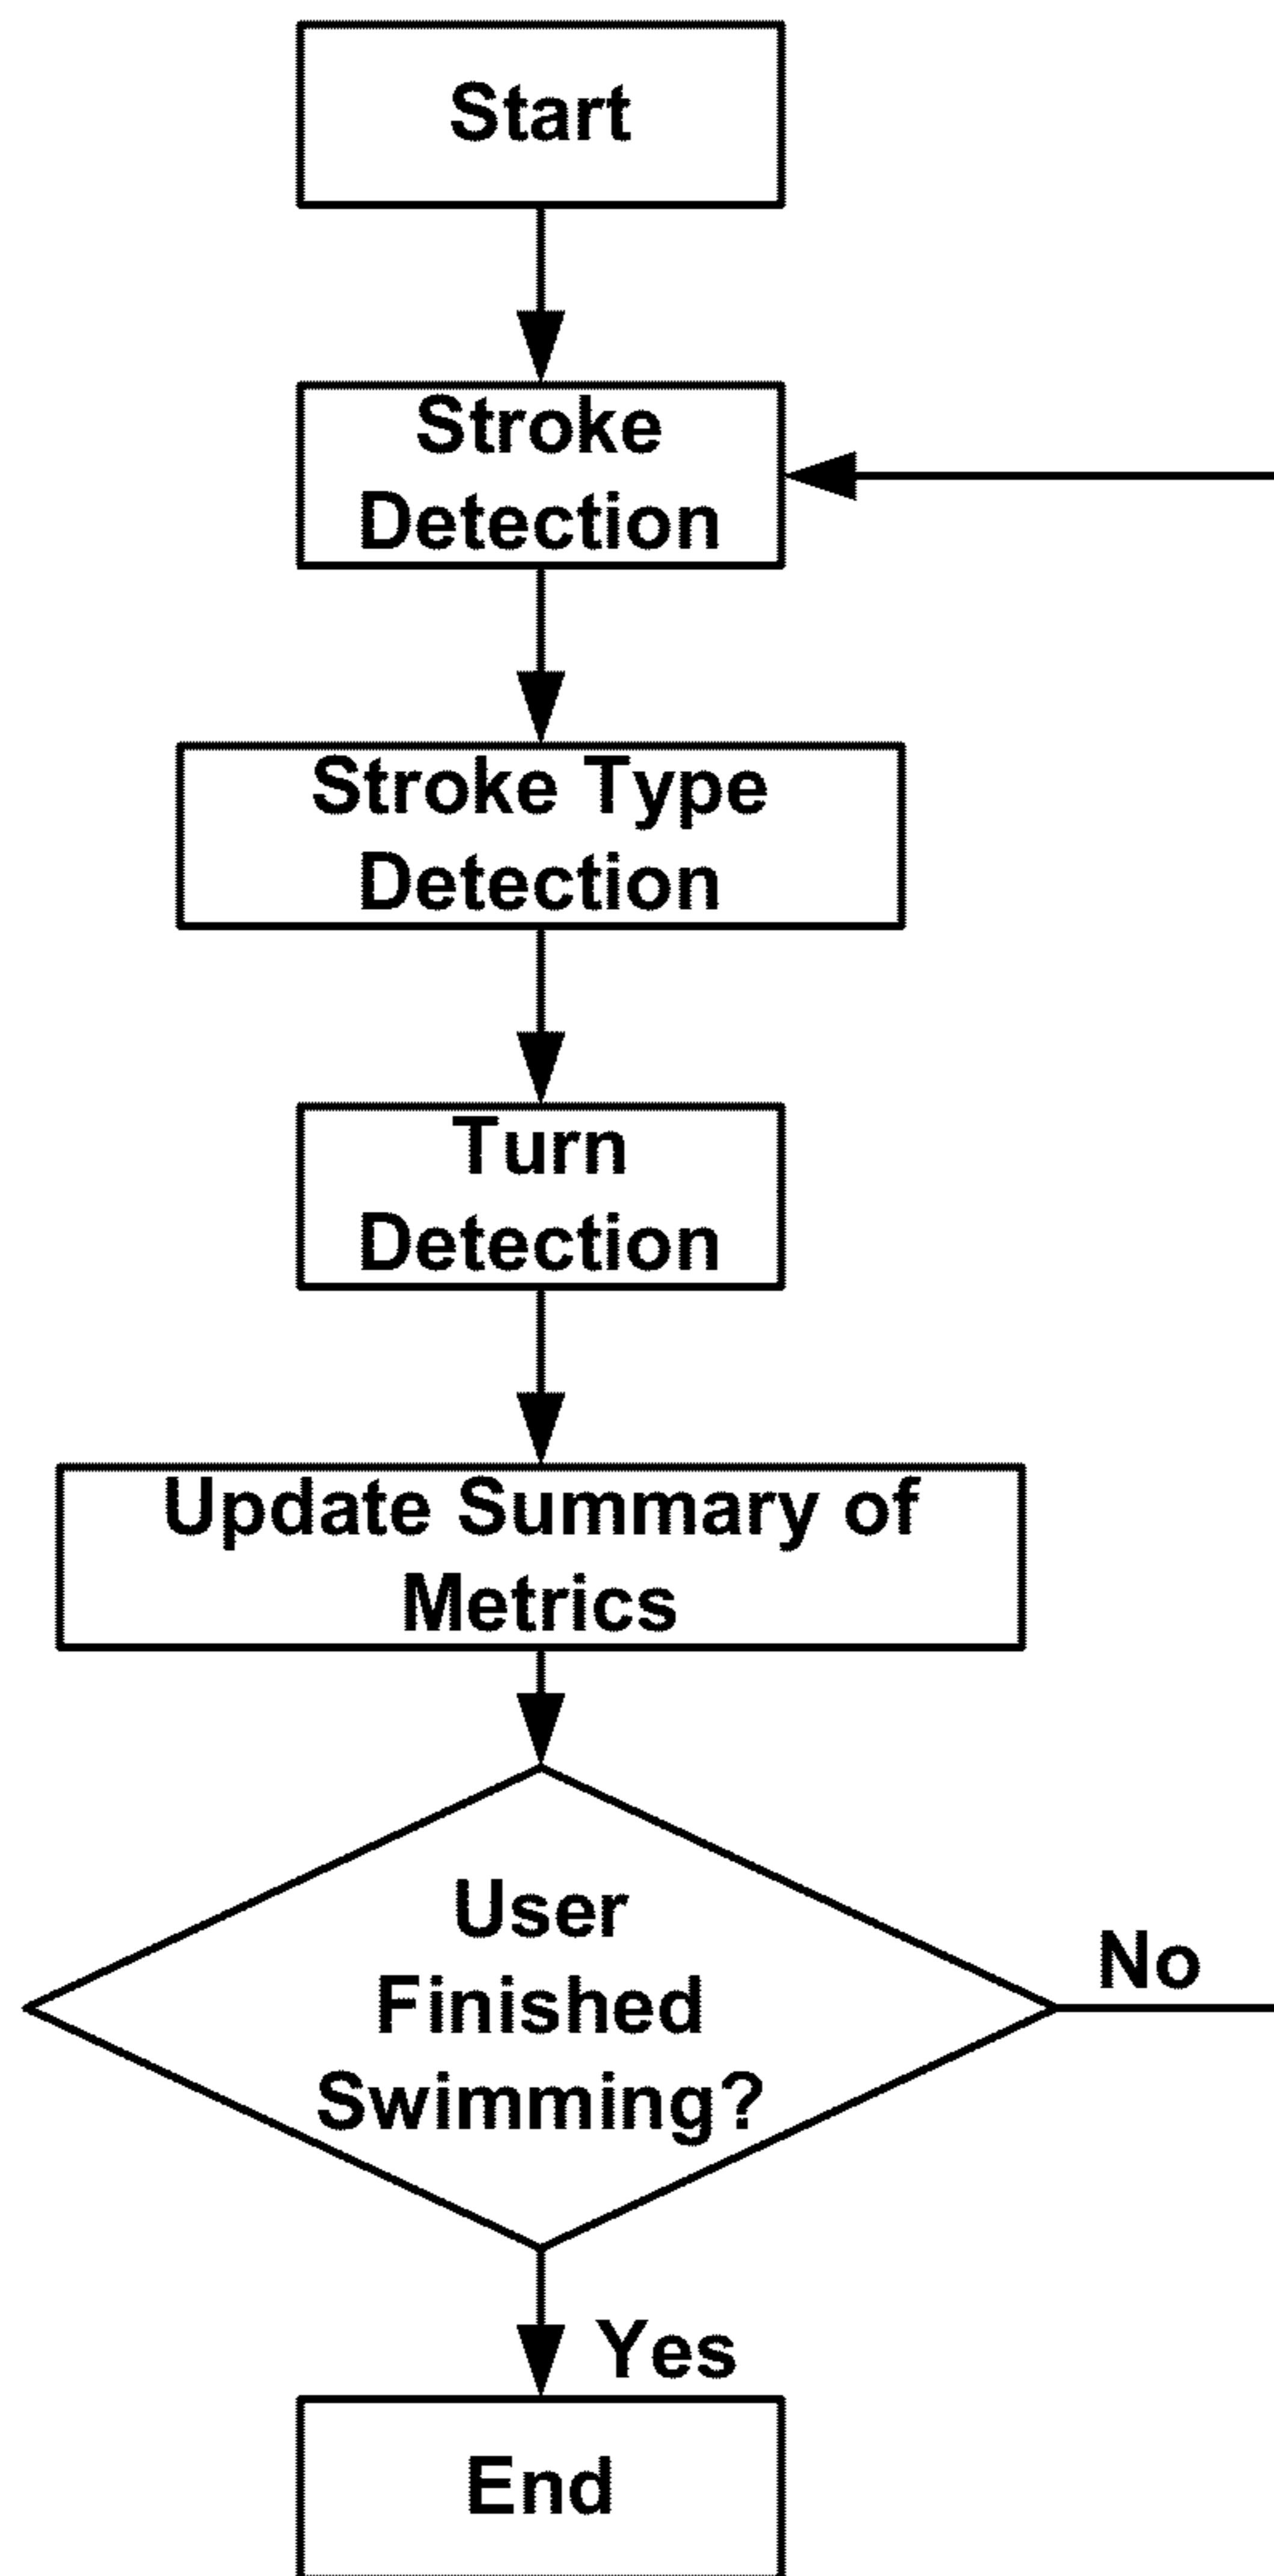 Start
Stroke
Detection
Stroke Type
Detection
Turn
Detection
Update Summary of
Metrics
User
Finished
Swimming?
No
Yes
End